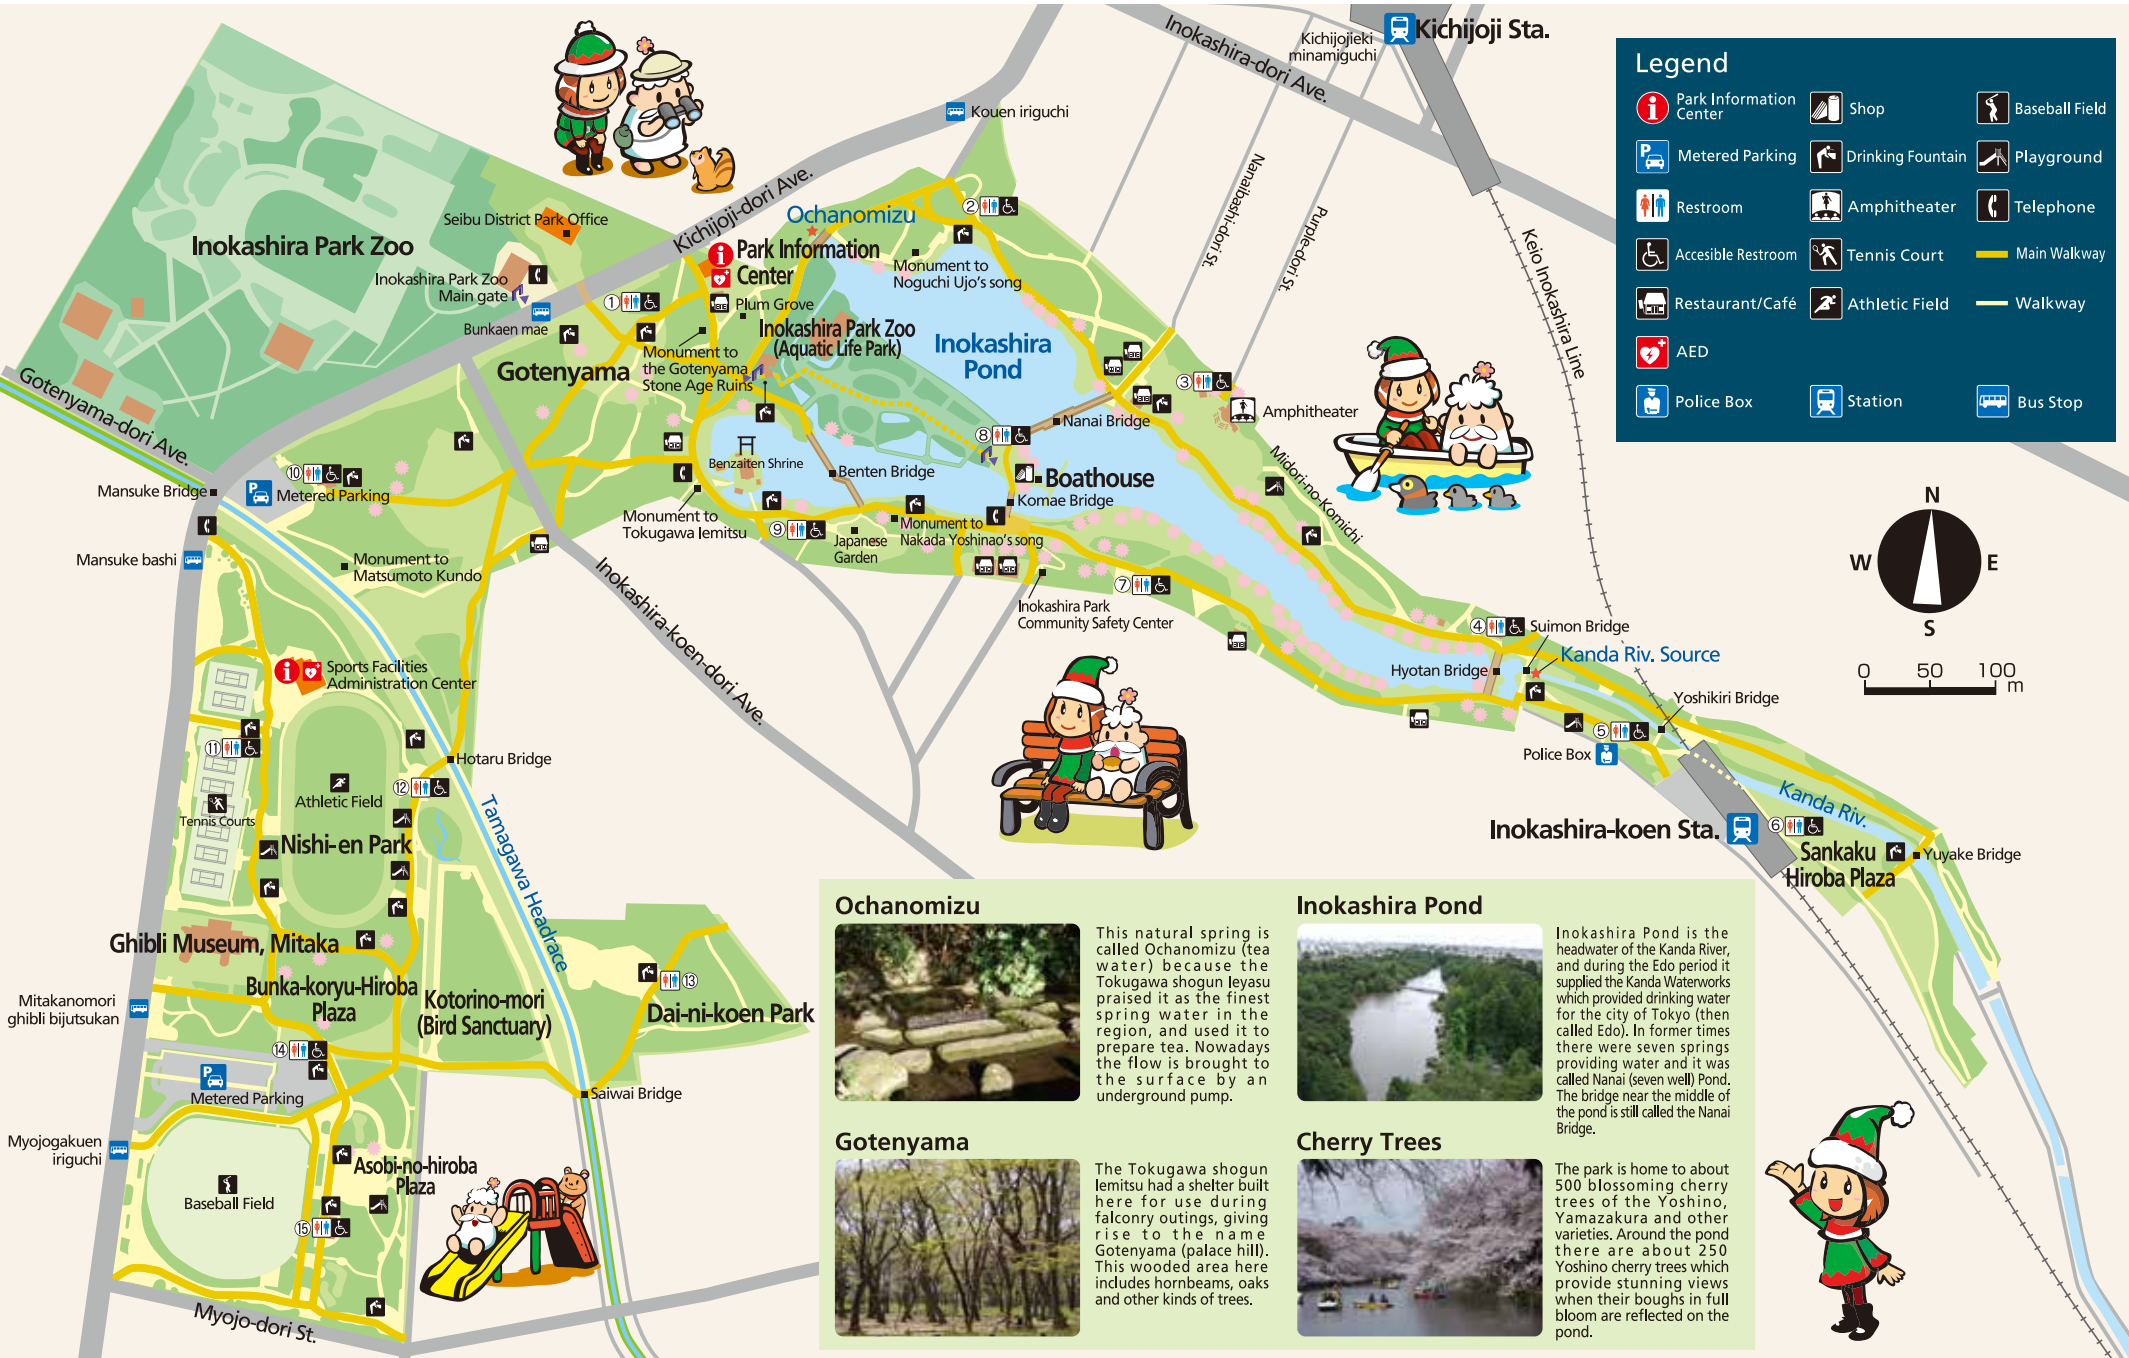 Kichijoji Sta.
Kichijojieki
minamiguchi
Inokashira-dori Ave.
Kouen iriguchi
Kichijoji-dori Ave.
Nanaibashi-dori St.
Purple-dori St.
Keio Inokashira Line
Legend
Park Information
Center
Shop
Baseball Field
Metered Parking
Drinking Fountain
Playground
Restroom
Amphitheater
Telephone
Accesible Restroom
Tennis Court
Main Walkway
Restaurant/Café
Athletic Field
Walkway
AED
Police Box
Station
Bus Stop
N
W
E
S
0 50 100
m
Seibu District Park Office
Inokashira Park Zoo
Inokashira Park Zoo
Main gate
Bunkaen mae
Ochanomizu
Park Information
Center
②
Monument to
Noguchi Ujo's song
①
Plum Grove
Inokashira Park Zoo
(Aquatic Life Park)
Inokashira
Pond
Monument to
the Gotenyama
Stone Age Ruins
Gotenyama
Gotenyama-dori Ave.
③
Amphitheater
Nanai Bridge
⑧
Benzaiten Shrine
Benten Bridge
Boathouse
Komae Bridge
Midori-no-Komichi
Mansuke Bridge
⑩
Metered Parking
Monument to
Tokugawa Iemitsu
⑨
Japanese
Garden
Monument to
Nakada Yoshinao's song
Mansuke bashi
Monument to
Matsumoto Kundo
Inokashira-koen-dori Ave.
Inokashira Park
Community Safety Center
⑦
④
Suimon Bridge
Kanda Riv. Source
Hyotan Bridge
Yoshikiri Bridge
⑤
Police Box
Kanda Riv.
Inokashira-koen Sta.
⑥
Sankaku
Hiroba Plaza
Yuyake Bridge
Sports Facilities
Administration Center
⑪
Hotaru Bridge
Athletic Field
⑫
Tennis Courts
Nishi-en Park
Tamagawa Headrace
Ghibli Museum, Mitaka
Bunka-koryu-Hiroba
Plaza
Kotorino-mori
(Bird Sanctuary)
⑬
Dai-ni-koen Park
Mitakanomori
ghibli bijutsukan
⑭
Metered Parking
Saiwai Bridge
Myojogakuen
iriguchi
Asobi-no-hiroba
Plaza
Baseball Field
⑮
Myojo-dori St.
Ochanomizu
This natural spring is
called Ochanomizu (tea
water) because the
Tokugawa shogun Ieyasu
praised it as the finest
spring water in the
region, and used it to
prepare tea. Nowadays
the flow is brought to
the surface by an
underground pump.
Inokashira Pond
Inokashira Pond is the
headwater of the Kanda River,
and during the Edo period it
supplied the Kanda Waterworks
which provided drinking water
for the city of Tokyo (then
called Edo). In former times
there were seven springs
providing water and it was
called Nanai (seven well) Pond.
The bridge near the middle of
the pond is still called the Nanai
Bridge.
Gotenyama
The Tokugawa shogun
Iemitsu had a shelter built
here for use during
falconry outings, giving
rise to the name
Gotenyama (palace hill).
This wooded area here
includes hornbeams, oaks
and other kinds of trees.
Cherry Trees
The park is home to about
500 blossoming cherry
trees of the Yoshino,
Yamazakura and other
varieties. Around the pond
there are about 250
Yoshino cherry trees which
provide stunning views
when their boughs in full
bloom are reflected on the
pond.